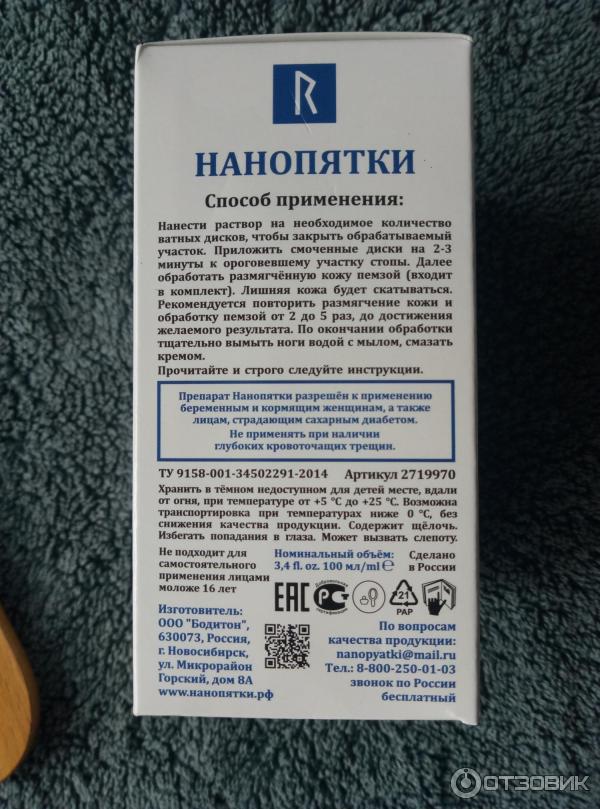 R
НАНОПЯТКИ
Способ применения:
Нанести раствор на необходимое количество
ватных дисков, чтобы закрыть обрабатываемый
участок. Приложить смоченные диски на 2-3
минуты к ороговевшему участку стопы. Далее
обработать размягчённую кожу пемзой (входит
в комплект). Лишняя кожа будет скатываться.
Рекомендуется повторить размягчение кожи и
обработку пемзой от 2 до 5 раз, до достижения
желаемого результата. По окончании обработки
тщательно вымыть ноги водой с мылом, смазать
кремом.
Прочитайте и строго следуйте инструкции.
Препарат Нанопятки разрешён к применению
беременным и кормящим женщинам, а также
лицам, страдающим сахарным диабетом.
Не применять при наличии
глубоких кровоточащих трещин.
ТУ 9158-001-34502291-2014 Артикул 2719970
Хранить в тёмном недоступном для детей месте, вдали
от огня, при температуре от +5 °С до +25 °С. Возможна
транспортировка при температурах ниже 0 °С, без
снижения качества продукции. Содержит щёлочь.
Избегать попадания в глаза. Может вызвать слепоту.
Не подходит для
самостоятельного
применения лицами
моложе 16 лет
Номинальный объём:
3,4 fl. oz. 100 мл/ml ℮
Сделано
в России
ЕАС
Добровольная
сертификация
21
PAP
Изготовитель:
ООО "Бодитон",
630073, Россия,
г. Новосибирск,
ул. Микрорайон
Горский, дом 8А
www.нанопятки.рф
По вопросам
качества продукции:
nanopyatki@mail.ru
Тел.: 8-800-250-01-03
звонок по России
бесплатный
ОТЗОВИК